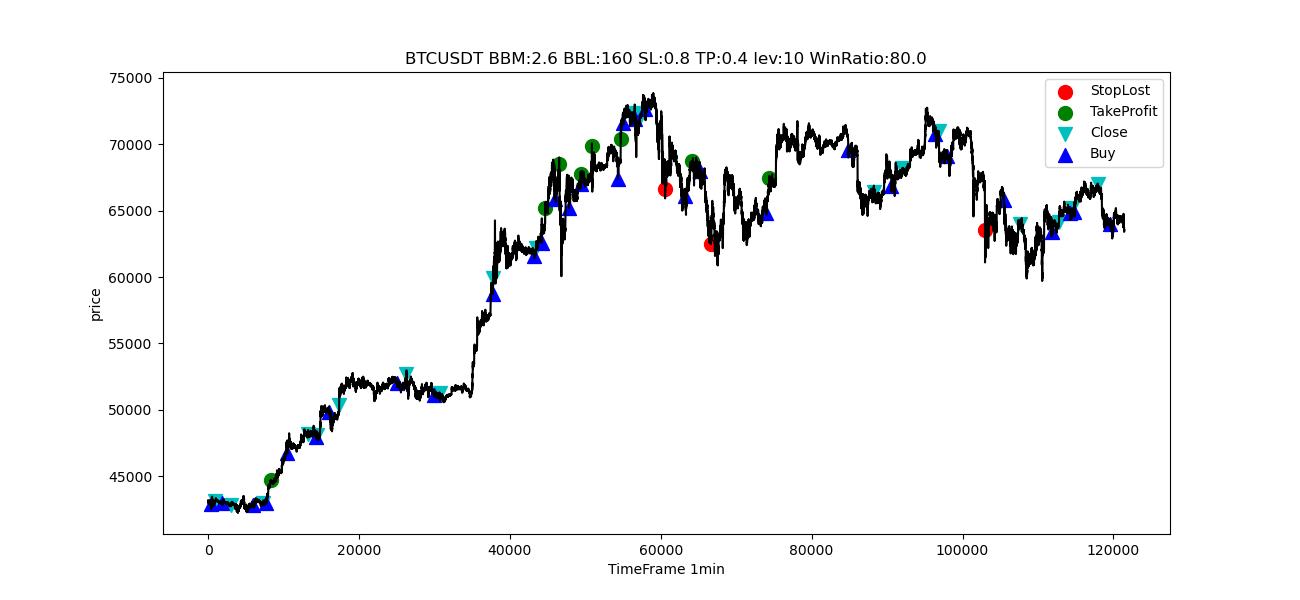 BTCUSDT BBM:2.6 BBL:160 SL:0.8 TP:0.4 lev:10 WinRatio:80.0
75000
70000
65000
60000
55000
50000
45000
price
StopLost
TakeProfit
Close
Buy
0
20000
40000
60000
80000
100000
120000
TimeFrame 1min